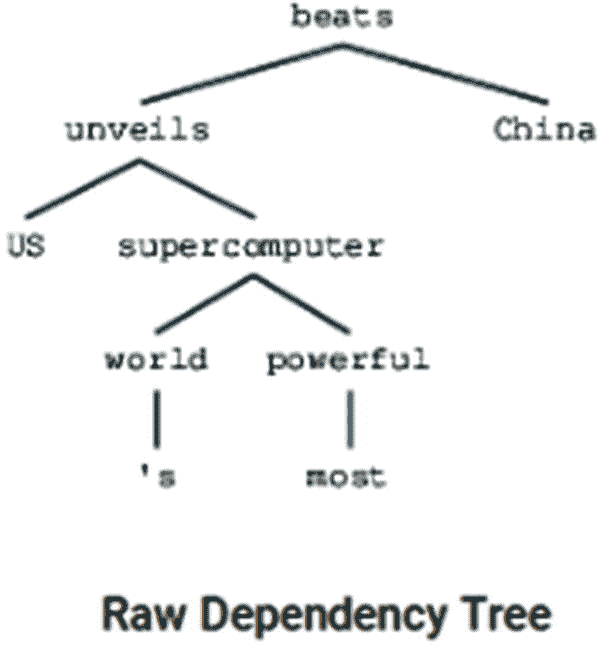 beats
unveils China
US supercomputer
world powerful
's most
Raw Dependency Tree